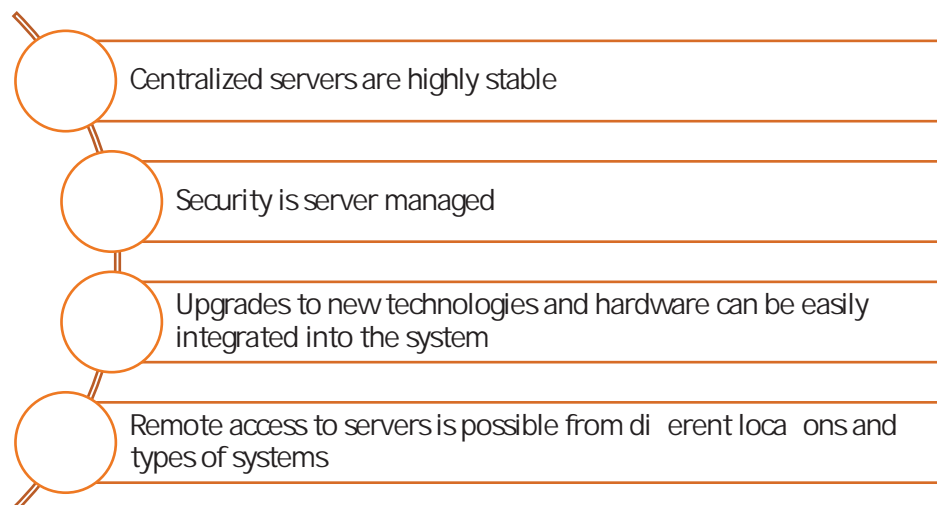 Centralized servers are highly stable
Security is server managed
Upgrades to new technologies and hardware can be easily
integrated into the system
Remote access to servers is possible from di erent loca ons and
types of systems